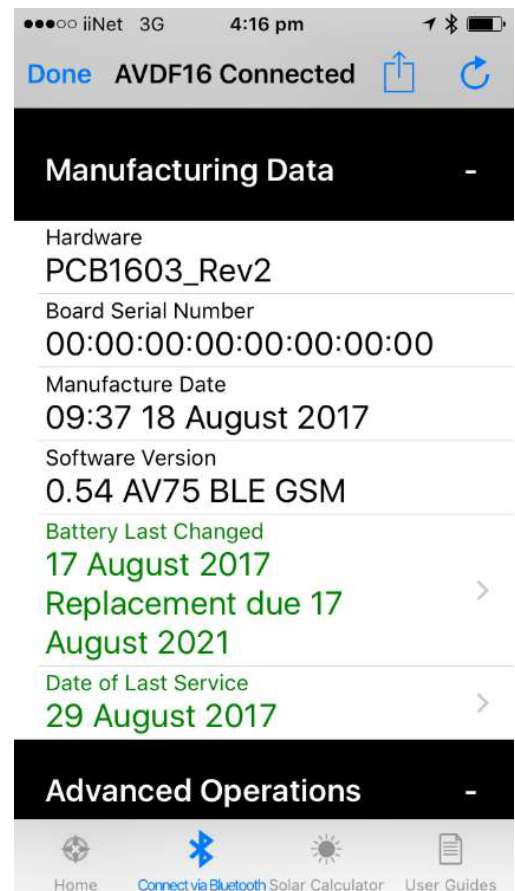 iiNet 3G 4:16 pm
Done AVDF16 Connected
Manufacturing Data -
Hardware
PCB1603_Rev2
Board Serial Number
00:00:00:00:00:00:00:00
Manufacture Date
09:37 18 August 2017
Software Version
0.54 AV75 BLE GSM
Battery Last Changed
17 August 2017
Replacement due 17
August 2021
Date of Last Service
29 August 2017
Advanced Operations -
Home Connect via Bluetooth Solar Calculator User Guides